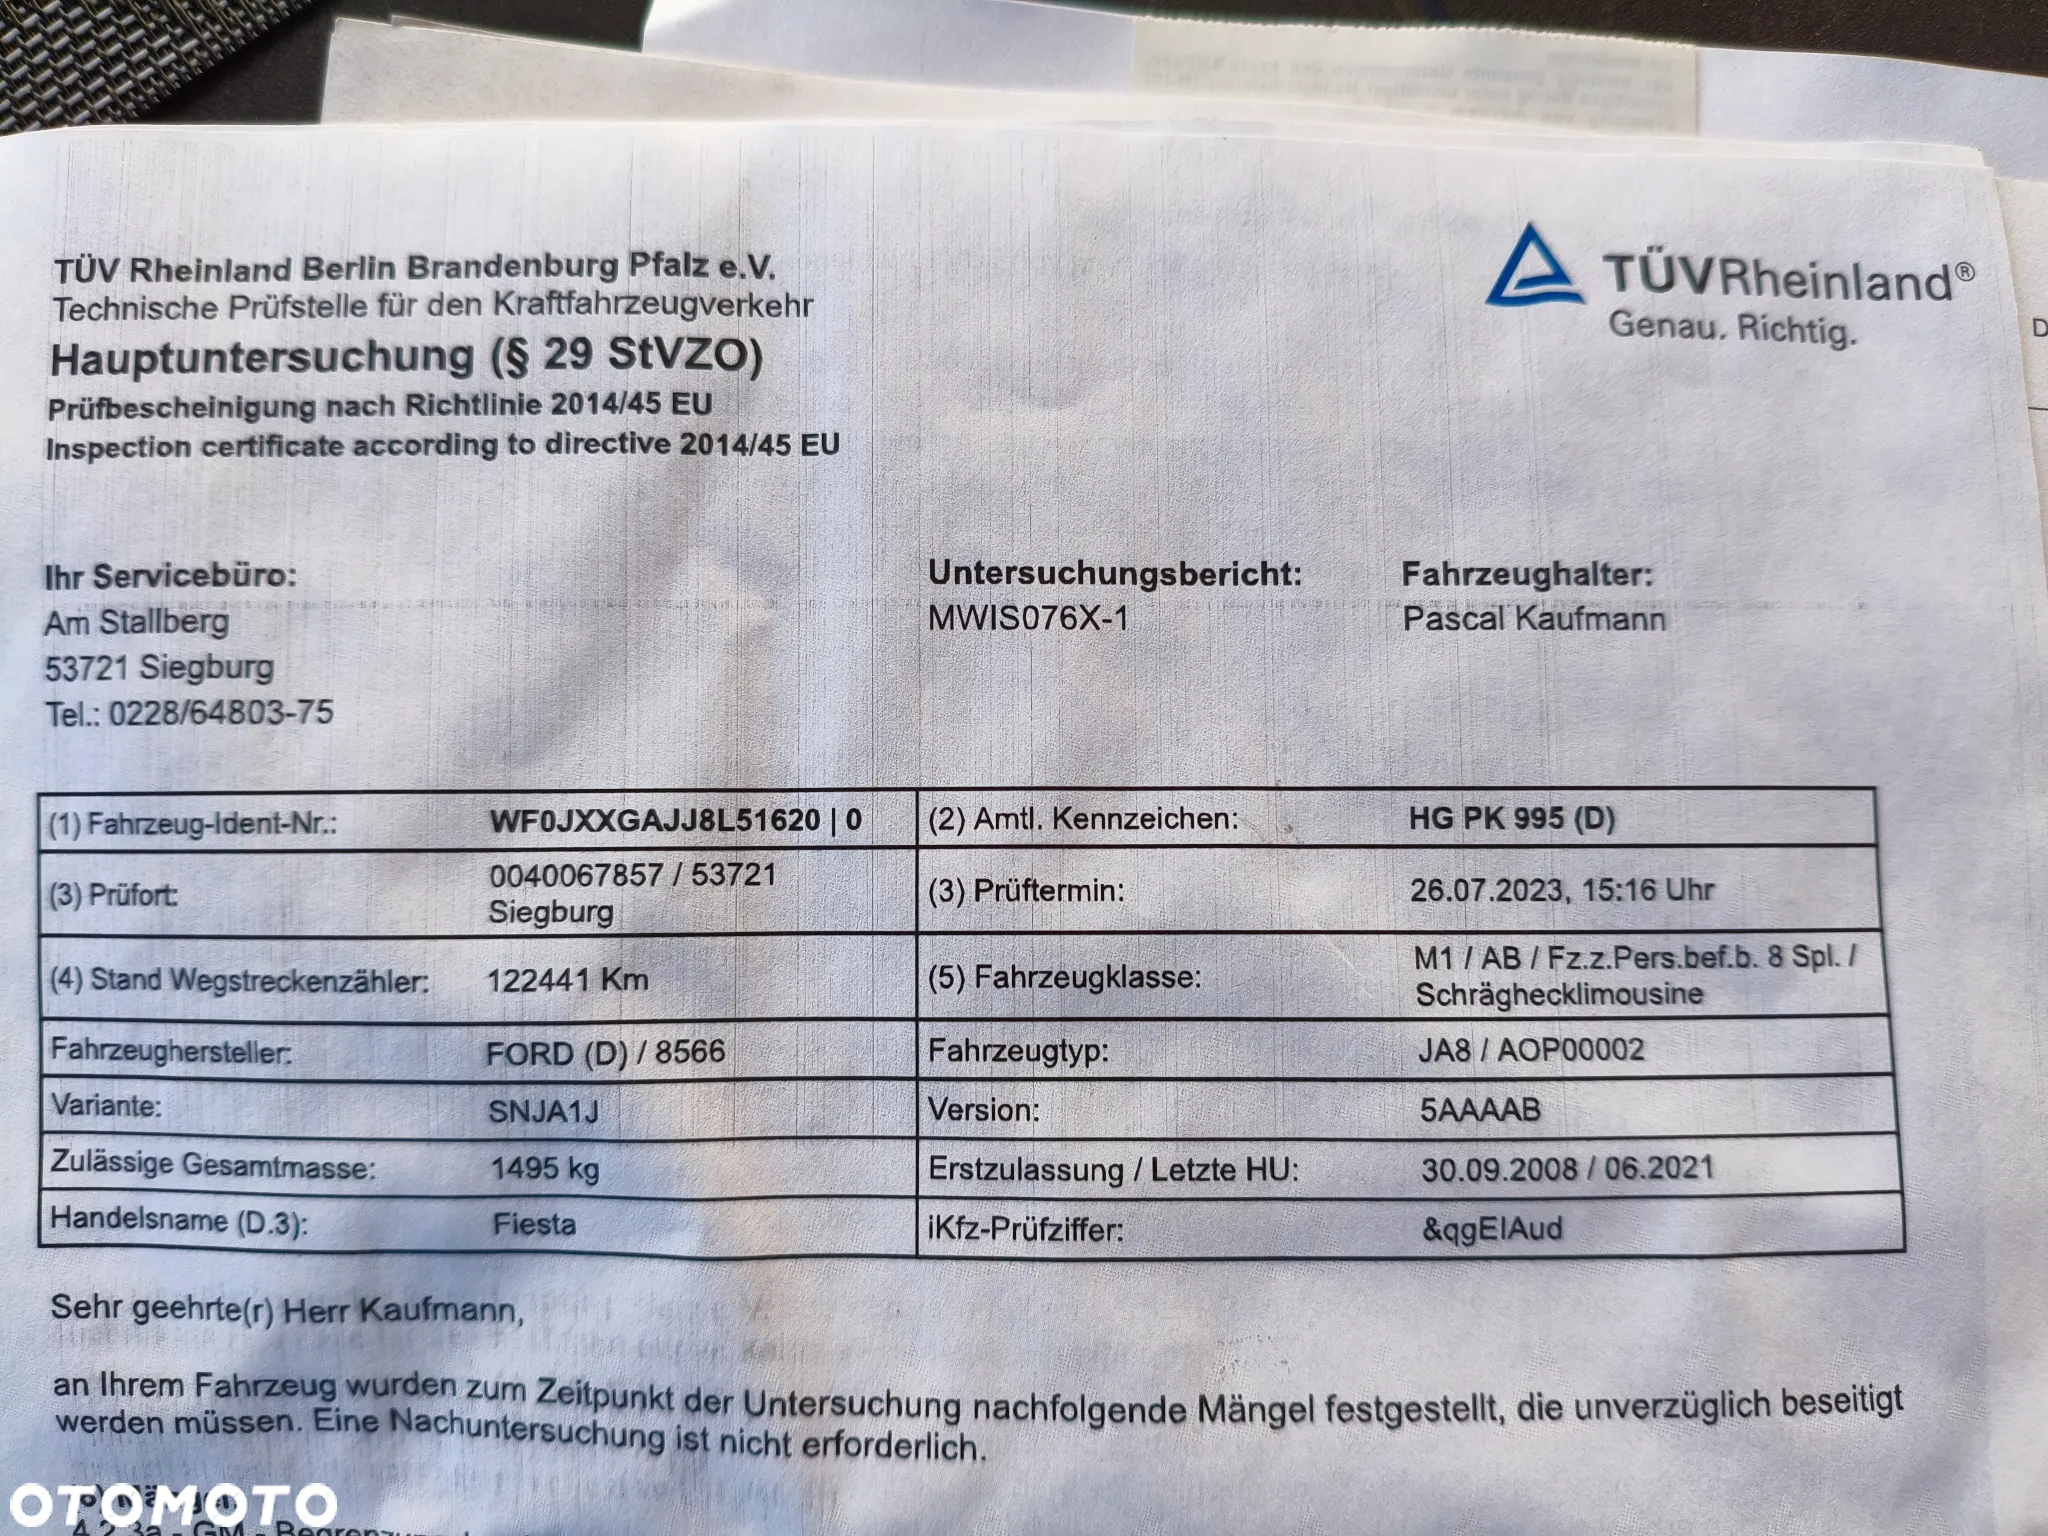 TÜV Rheinland Berlin Brandenburg Pfalz e.V.
Technische Prüfstelle für den Kraftfahrzeugverkehr
Hauptuntersuchung (§ 29 StVZO)
Prüfbescheinigung nach Richtlinie 2014/45 EU
Inspection certificate according to directive 2014/45 EU
TÜVRheinland®
Genau. Richtig.
Ihr Servicebüro:
Am Stallberg
53721 Siegburg
Tel.: 0228/64803-75
Untersuchungsbericht:
MWIS076X-1
Fahrzeughalter:
Pascal Kaufmann
(1) Fahrzeug-Ident-Nr.: WF0JXXGAJJ8L51620 | 0 (2) Amtl. Kennzeichen: HG PK 995 (D)
(3) Prüfort: 0040067857 / 53721
Siegburg
(3) Prüftermin: 26.07.2023, 15:16 Uhr
(4) Stand Wegstreckenzähler: 122441 Km
(5) Fahrzeugklasse: M1 / AB / Fz.z.Pers.bef.b. 8 Spl. /
Schräghecklimousine
Fahrzeughersteller: FORD (D) / 8566 Fahrzeugtyp: JA8 / AOP00002
Variante: SNJA1J Version: 5AAAAB
Zulässige Gesamtmasse: 1495 kg Erstzulassung / Letzte HU: 30.09.2008 / 06.2021
Handelsname (D.3): Fiesta iKfz-Prüfziffer: &qgElAud
Sehr geehrte(r) Herr Kaufmann,
an Ihrem Fahrzeug wurden zum Zeitpunkt der Untersuchung nachfolgende Mängel festgestellt, die unverzüglich beseitigt
werden müssen. Eine Nachuntersuchung ist nicht erforderlich.
OTOMOTO